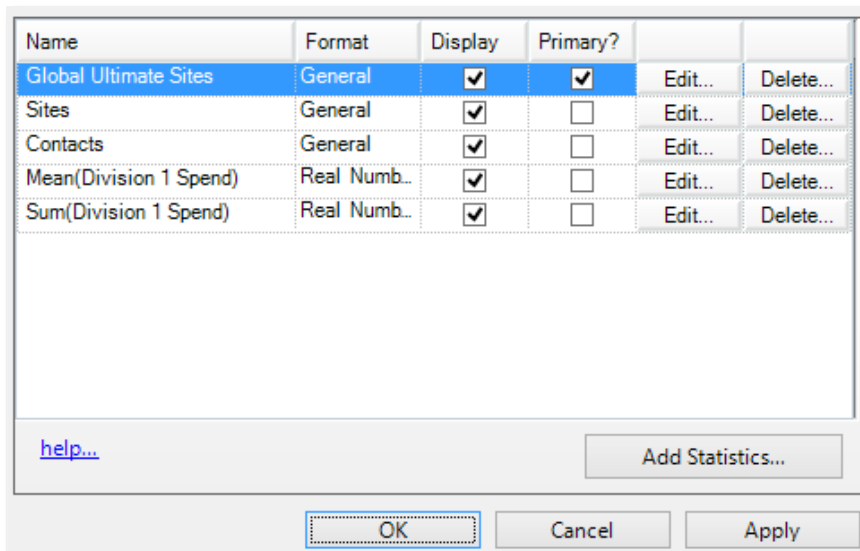 Name Format Display Primary?
Global Ultimate Sites General Edit... Delete...
Sites General Edit... Delete...
Contacts General Edit... Delete...
Mean(Division 1 Spend) Real Numb... Edit... Delete...
Sum(Division 1 Spend) Real Numb... Edit... Delete...
help... Add Statistics...
OK Cancel Apply